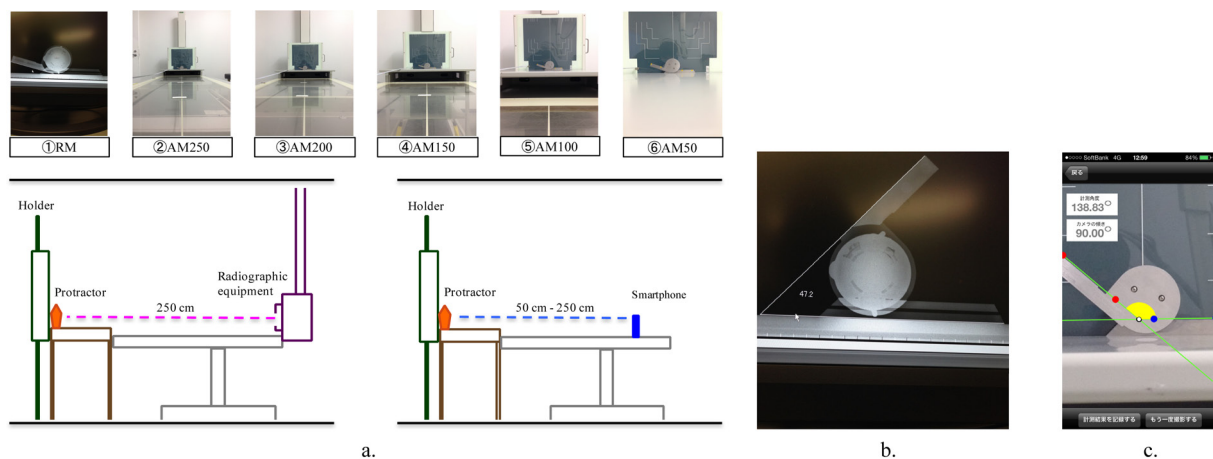 ①RM
②AM250
③AM200
④AM150
⑤AM100
⑥AM50
Holder
Protractor
250 cm
Radiographic
equipment
Holder
Protractor
50 cm - 250 cm
Smartphone
a.
47.2
b.
SoftBank 4G 12:59 84%
戻る
計測角度
138.83°
カメラの傾き
90.00°
計測結果を記録する もう一度撮影する
c.